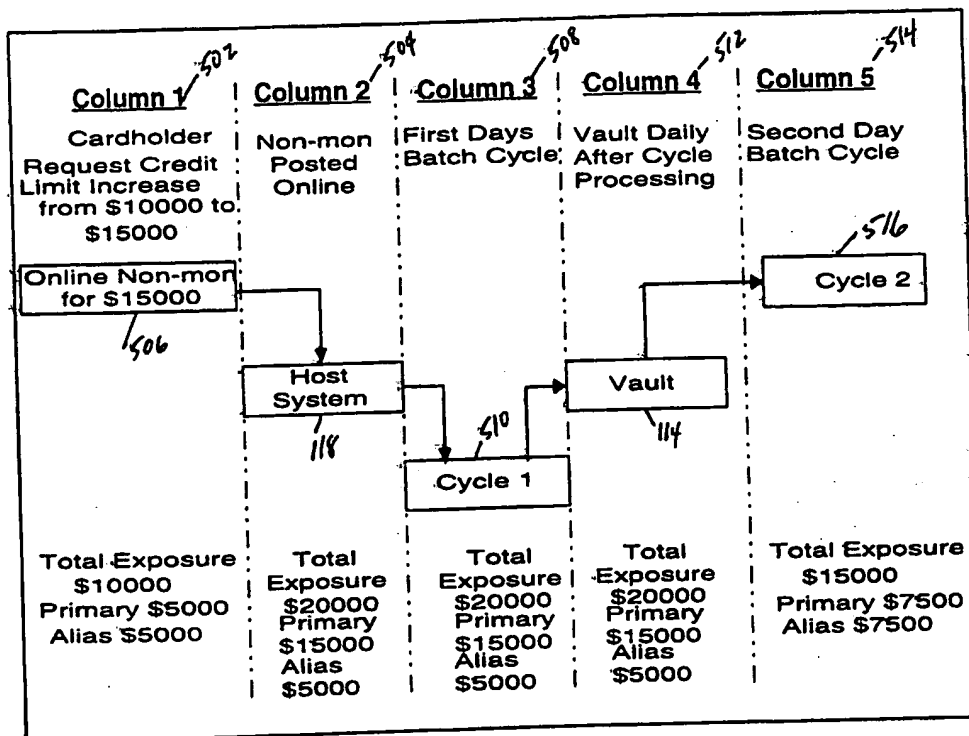 502
Column 1
Cardholder
Request Credit
Limit Increase
from $10000 to
$15000
Online Non-mon
for $15000
506
Total Exposure
$10000
Primary $5000
Alias $5000
504
Column 2
Non-mon
Posted
Online
Host
System
118
Total
Exposure
$20000
Primary
$15000
Alias
$5000
508
Column 3
First Days
Batch Cycle
510
Cycle 1
Total
Exposure
$20000
Primary
$15000
Alias
$5000
512
Column 4
Vault Daily
After Cycle
Processing
Vault
114
Total
Exposure
$20000
Primary
$15000
Alias
$5000
514
Column 5
Second Day
Batch Cycle
516
Cycle 2
Total Exposure
$15000
Primary $7500
Alias $7500